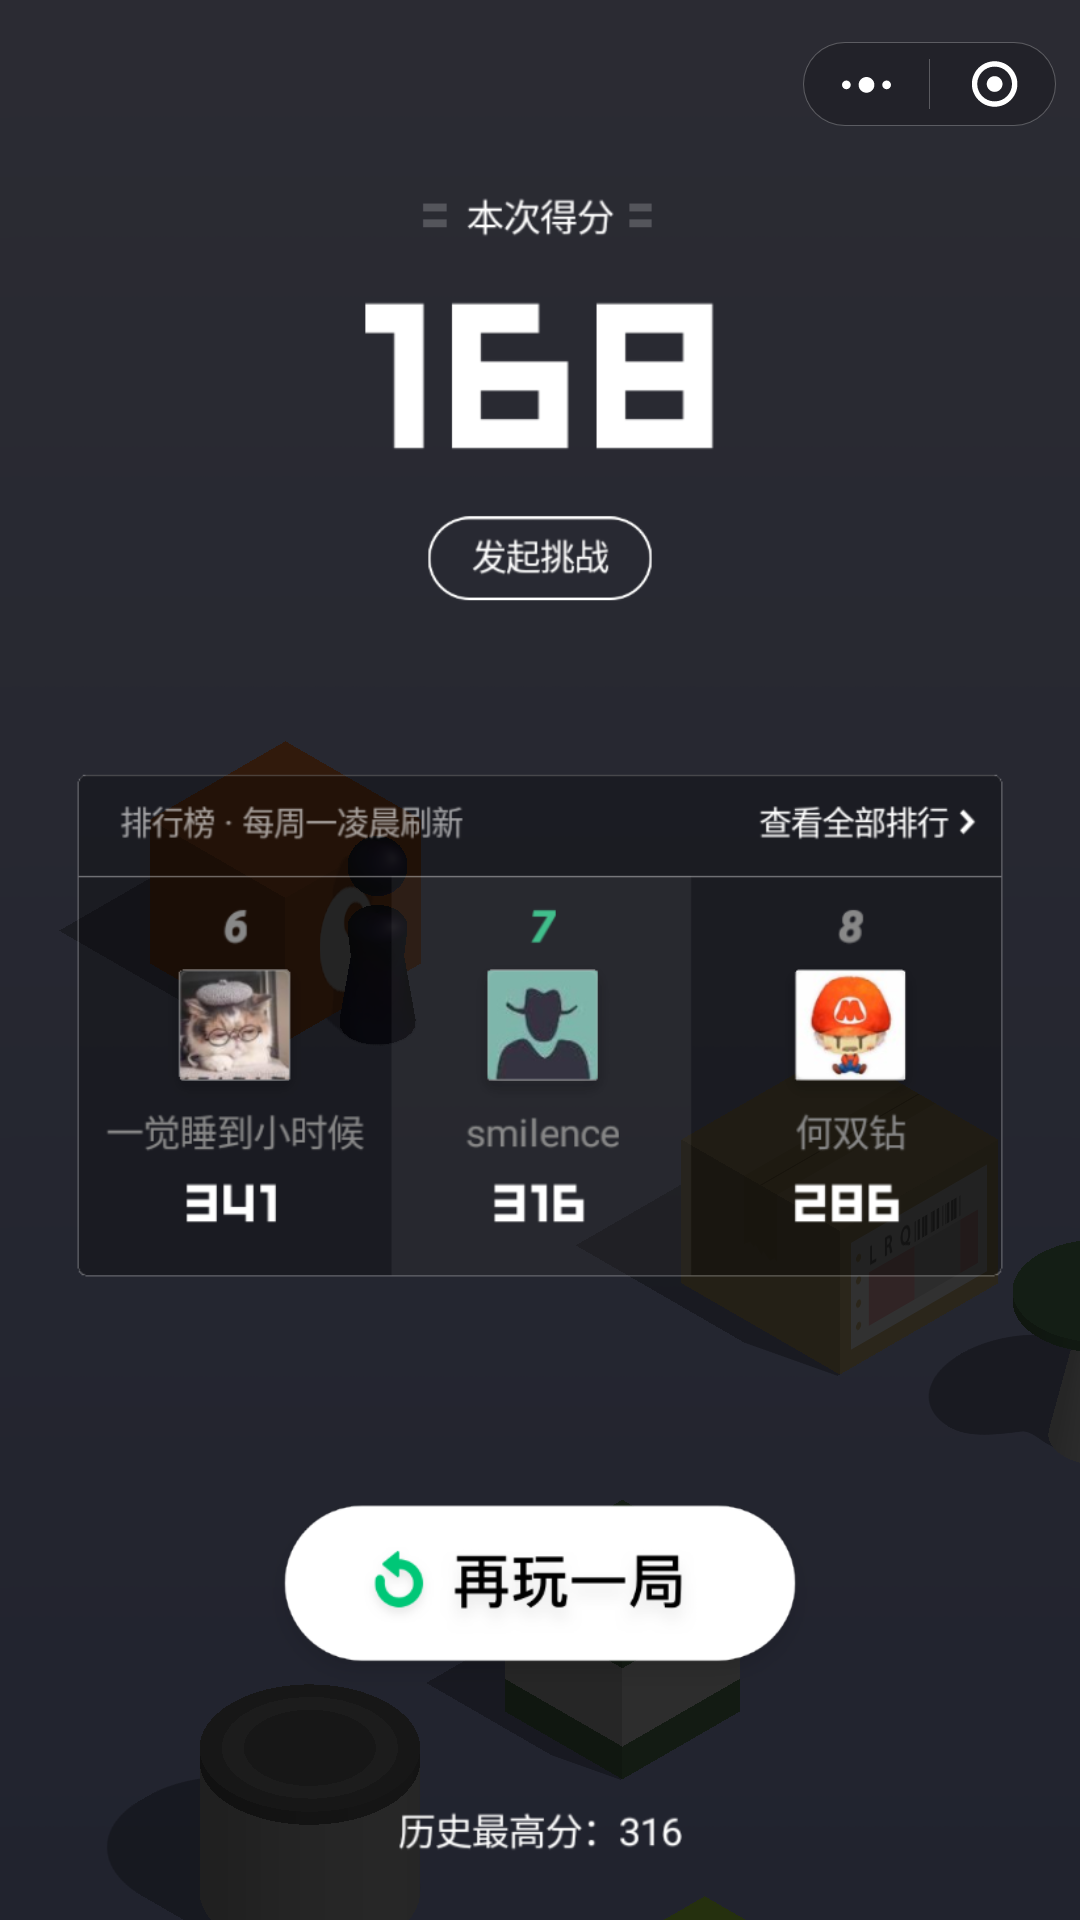 本次得分
168
发起挑战
排行榜 · 每周一凌晨刷新
查看全部排行
6
7
8
一觉睡到小时候
smilence
何双钻
341
316
286
LRQ
再玩一局
历史最高分：316